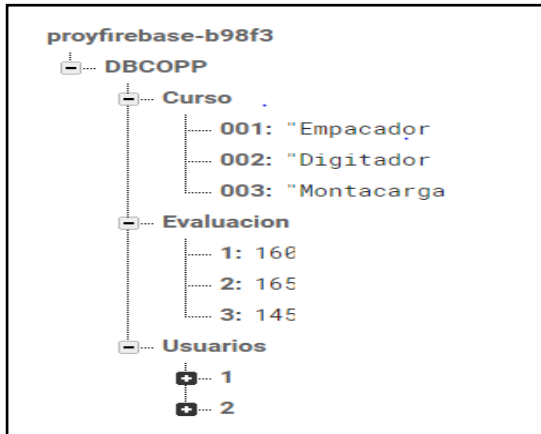 proyfirebase-b98f3
DBCOPP
Curso
001: "Empacador
002: "Digitador
003: "Montacarga
Evaluacion
1: 160
2: 165
3: 145
Usuarios
1
2